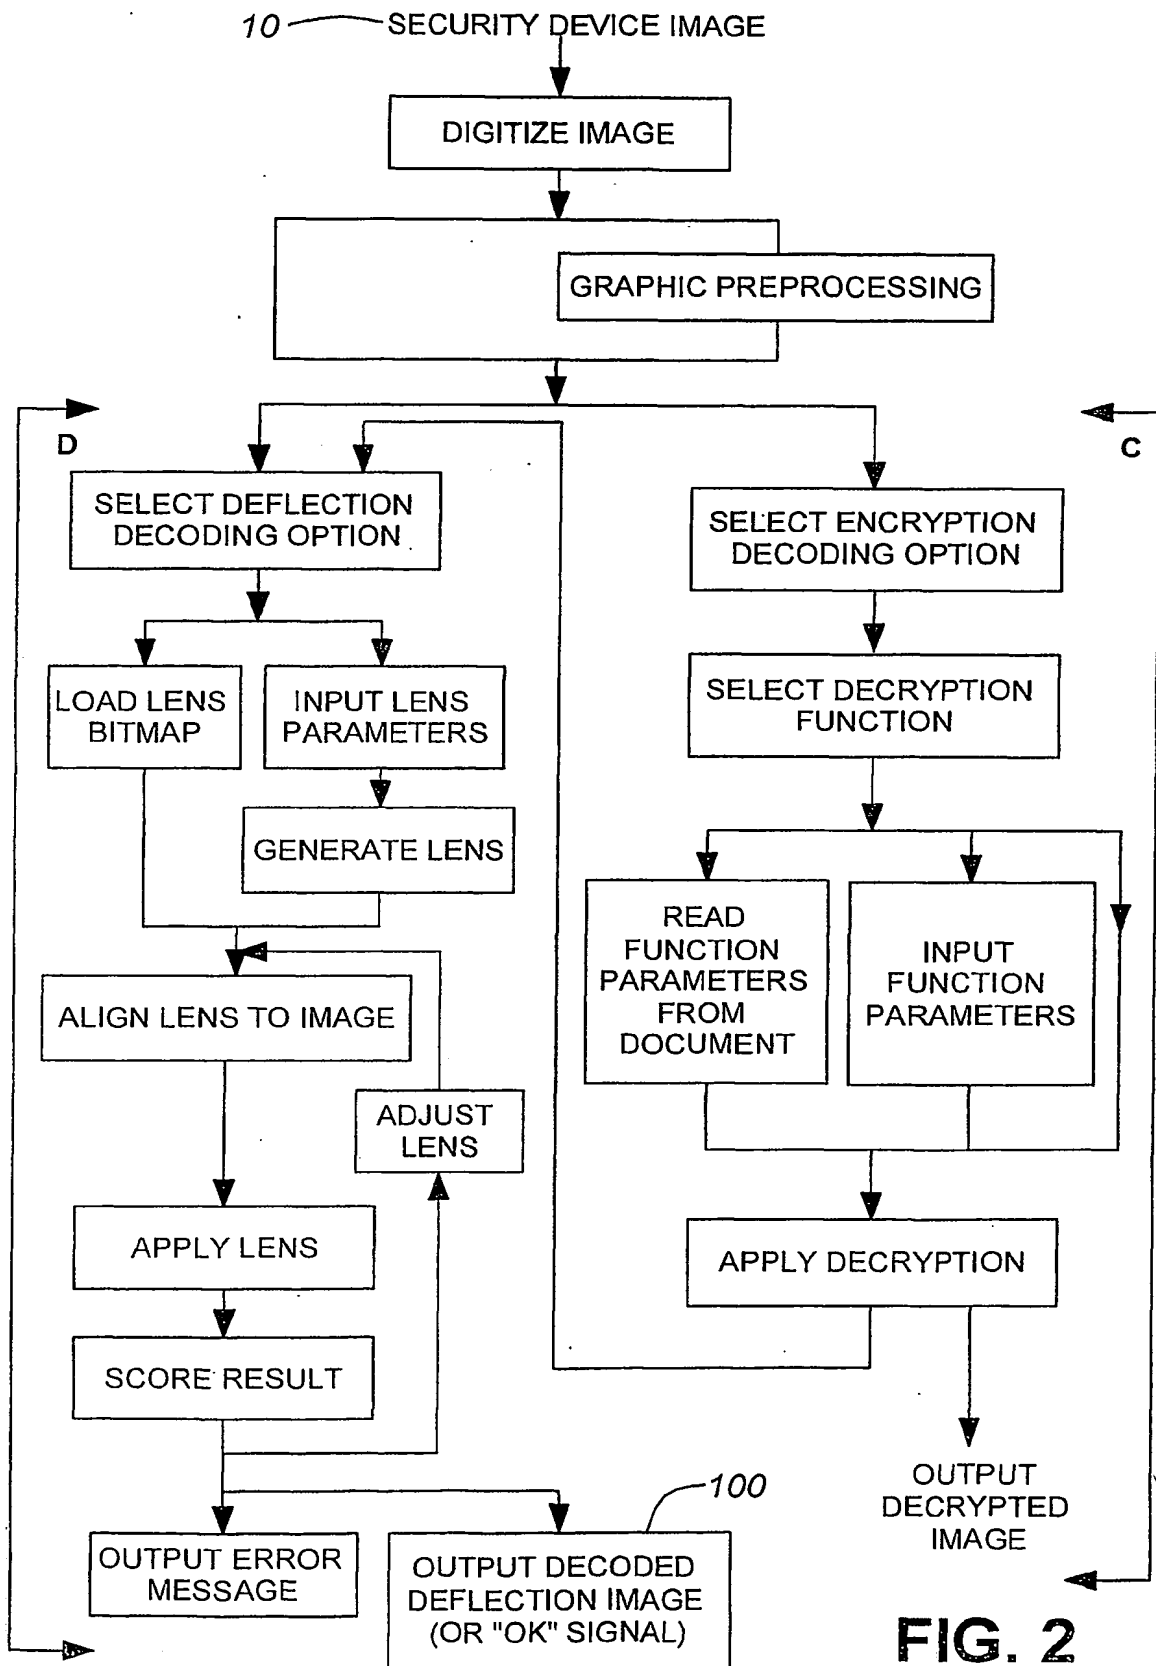 10 SECURITY DEVICE IMAGE
DIGITIZE IMAGE
GRAPHIC PREPROCESSING
D
C
SELECT DEFLECTION
DECODING OPTION
SELECT ENCRYPTION
DECODING OPTION
LOAD LENS
BITMAP
INPUT LENS
PARAMETERS
SELECT DECRYPTION
FUNCTION
GENERATE LENS
READ
FUNCTION
PARAMETERS
FROM
DOCUMENT
INPUT
FUNCTION
PARAMETERS
ALIGN LENS TO IMAGE
ADJUST
LENS
APPLY LENS
APPLY DECRYPTION
SCORE RESULT
OUTPUT
DECRYPTED
IMAGE
100
OUTPUT ERROR
MESSAGE
OUTPUT DECODED
DEFLECTION IMAGE
(OR "OK" SIGNAL)
FIG. 2